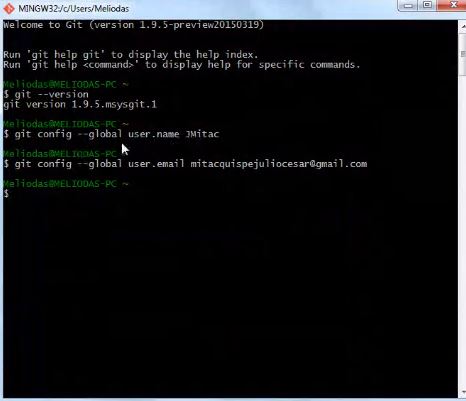 MINGW32:/c/Users/Meliodas
Welcome to Git (version 1.9.5-preview20150319)
Run 'git help git' to display the help index.
Run 'git help <command>' to display help for specific commands.
Meliodas@MELIODAS-PC ~
$ git --version
git version 1.9.5.msysgit.1
Meliodas@MELIODAS-PC ~
$ git config --global user.name JMitac
Meliodas@MELIODAS-PC ~
$ git config --global user.email mitacquispejuliocesar@gmail.com
Meliodas@MELIODAS-PC ~
$